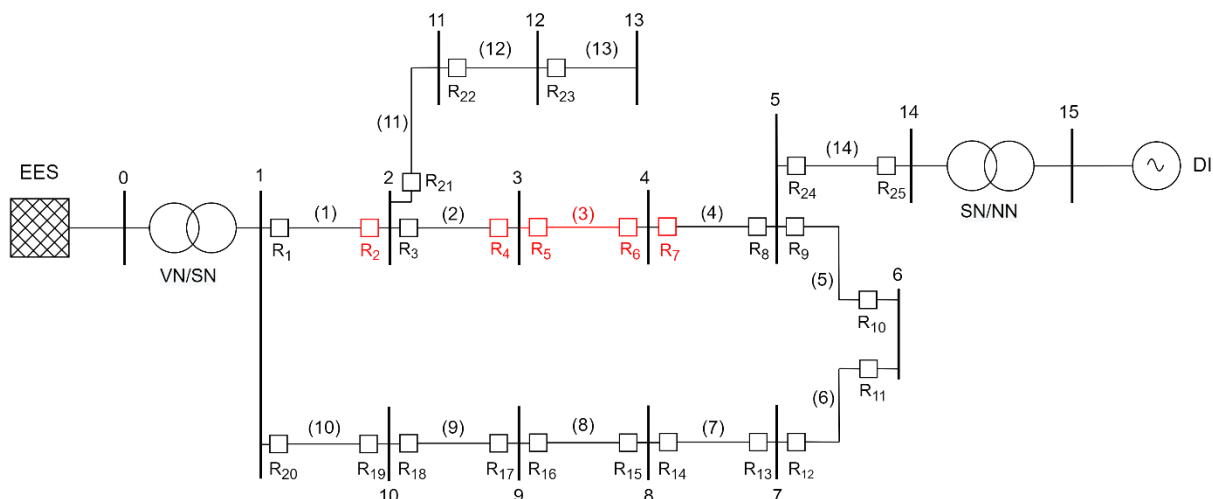 11 12 13
(12) (13)
R22 R23
5 14 15
(11)
EES (14) DI
0 1 2 R21 3 4 R24 R25
SN/NN
(1) (2) (3) (4)
R1 R2 R3 R4 R5 R6 R7 R8 R9
VN/SN
(5) 6
R10
R11
(6)
(10) (9) (8) (7)
R20 R19 R18 R17 R16 R15 R14 R13 R12
10 9 8 7